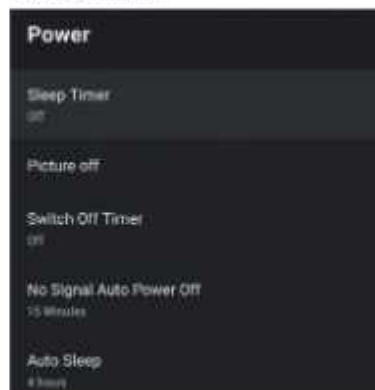 Power
Sleep Timer
Off
Picture off
Switch Off Timer
Off
No Signal Auto Power Off
15 Minutes
Auto Sleep
4 hours